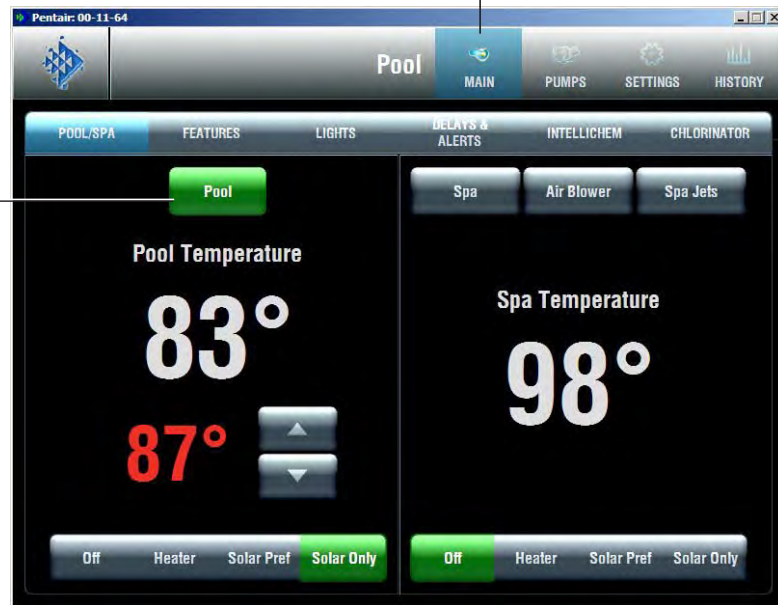 Pentair: 00-11-64
Pool
MAIN
PUMPS
SETTINGS
HISTORY
POOL/SPA
FEATURES
LIGHTS
DELAYS &
ALERTS
INTELLICHEM
CHLORINATOR
Pool
Spa
Air Blower
Spa Jets
Pool Temperature
83°
87°
Spa Temperature
98°
Off
Heater
Solar Pref
Solar Only
Off
Heater
Solar Pref
Solar Only